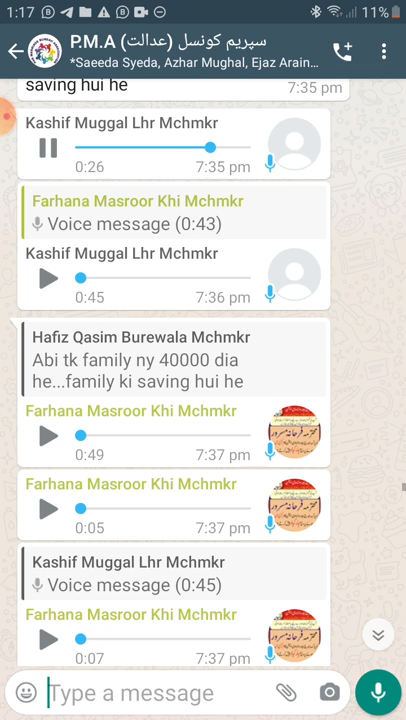 1:17
11%
P.M.A سپریم کونسل (عدالت)
*Saeeda Syeda, Azhar Mughal, Ejaz Arain...
saving hui he
7:35 pm
Kashif Muggal Lhr Mchmkr
0:26 7:35 pm
Farhana Masroor Khi Mchmkr
Voice message (0:43)
Kashif Muggal Lhr Mchmkr
0:45 7:36 pm
Hafiz Qasim Burewala Mchmkr
Abi tk family ny 40000 dia
he...family ki saving hui he
Farhana Masroor Khi Mchmkr
0:49 7:37 pm
Farhana Masroor Khi Mchmkr
0:05 7:37 pm
Kashif Muggal Lhr Mchmkr
Voice message (0:45)
Farhana Masroor Khi Mchmkr
0:07 7:37 pm
Type a message